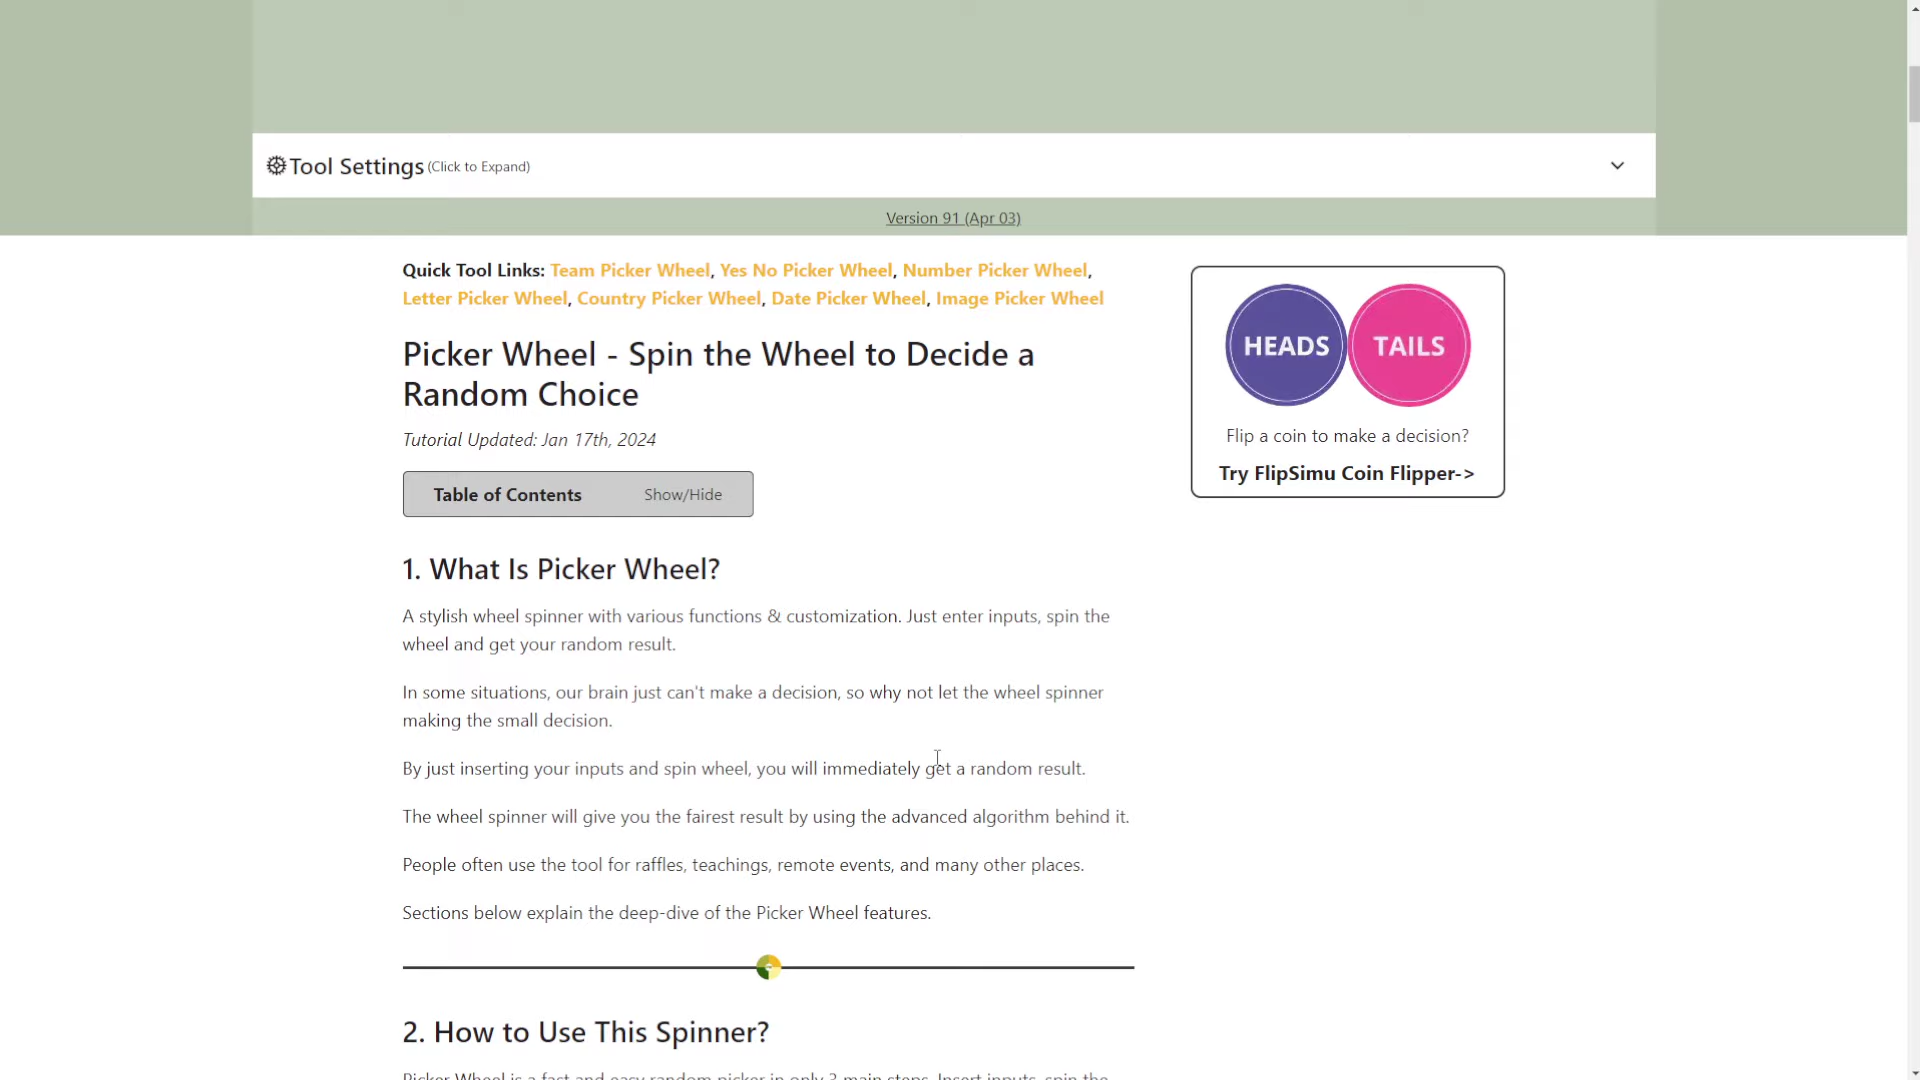 Tool Settings (Click to Expand)
Version 91 (Apr 03)
Quick Tool Links: Team Picker Wheel, Yes No Picker Wheel, Number Picker Wheel,
Letter Picker Wheel, Country Picker Wheel, Date Picker Wheel, Image Picker Wheel
Picker Wheel - Spin the Wheel to Decide a
Random Choice
Tutorial Updated: Jan 17th, 2024
Table of Contents Show/Hide
1. What Is Picker Wheel?
A stylish wheel spinner with various functions & customization. Just enter inputs, spin the
wheel and get your random result.
In some situations, our brain just can't make a decision, so why not let the wheel spinner
making the small decision.
By just inserting your inputs and spin wheel, you will immediately get a random result.
The wheel spinner will give you the fairest result by using the advanced algorithm behind it.
People often use the tool for raffles, teachings, remote events, and many other places.
Sections below explain the deep-dive of the Picker Wheel features.
2. How to Use This Spinner?
Picker Wheel is a fast and easy random picker in only 3 main steps. Insert inputs, spin the
HEADS TAILS
Flip a coin to make a decision?
Try FlipSimu Coin Flipper->